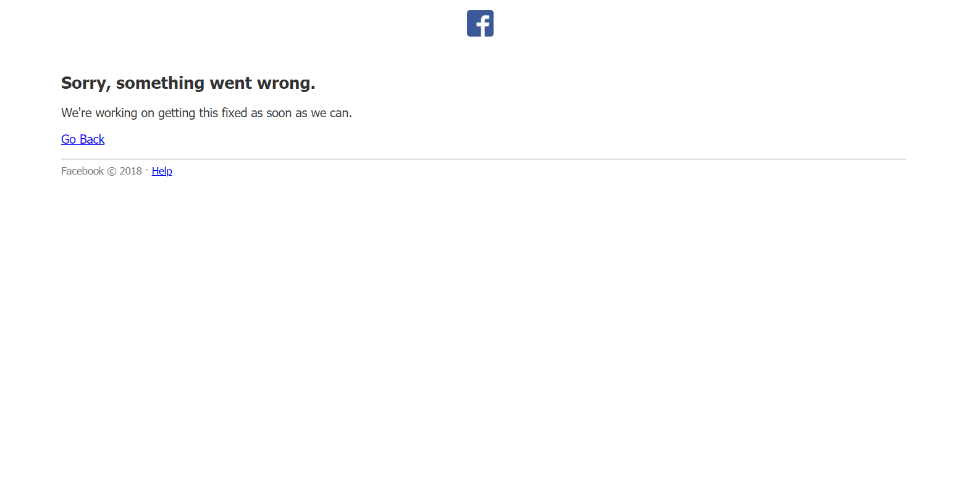 Sorry, something went wrong.
We're working on getting this fixed as soon as we can.
Go Back
Facebook © 2018 · Help